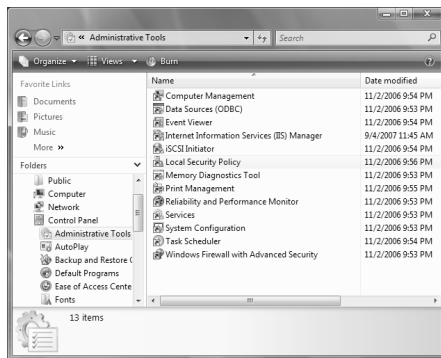 « Administrative Tools
Search
Organize Views Burn
Favorite Links
Documents
Pictures
Music
More »
Folders
Public
Computer
Network
Control Panel
Administrative Tools
AutoPlay
Backup and Restore C
Default Programs
Ease of Access Cente
Fonts
Name Date modified
Computer Management 11/2/2006 9:54 PM
Data Sources (ODBC) 11/2/2006 9:53 PM
Event Viewer 11/2/2006 9:54 PM
Internet Information Services (IIS) Manager 9/4/2007 11:45 AM
iSCSI Initiator 11/2/2006 9:54 PM
Local Security Policy 11/2/2006 9:56 PM
Memory Diagnostics Tool 11/2/2006 9:53 PM
Print Management 11/2/2006 9:55 PM
Reliability and Performance Monitor 11/2/2006 9:53 PM
Services 11/2/2006 9:53 PM
System Configuration 11/2/2006 9:53 PM
Task Scheduler 11/2/2006 9:54 PM
Windows Firewall with Advanced Security 11/2/2006 9:53 PM
13 items